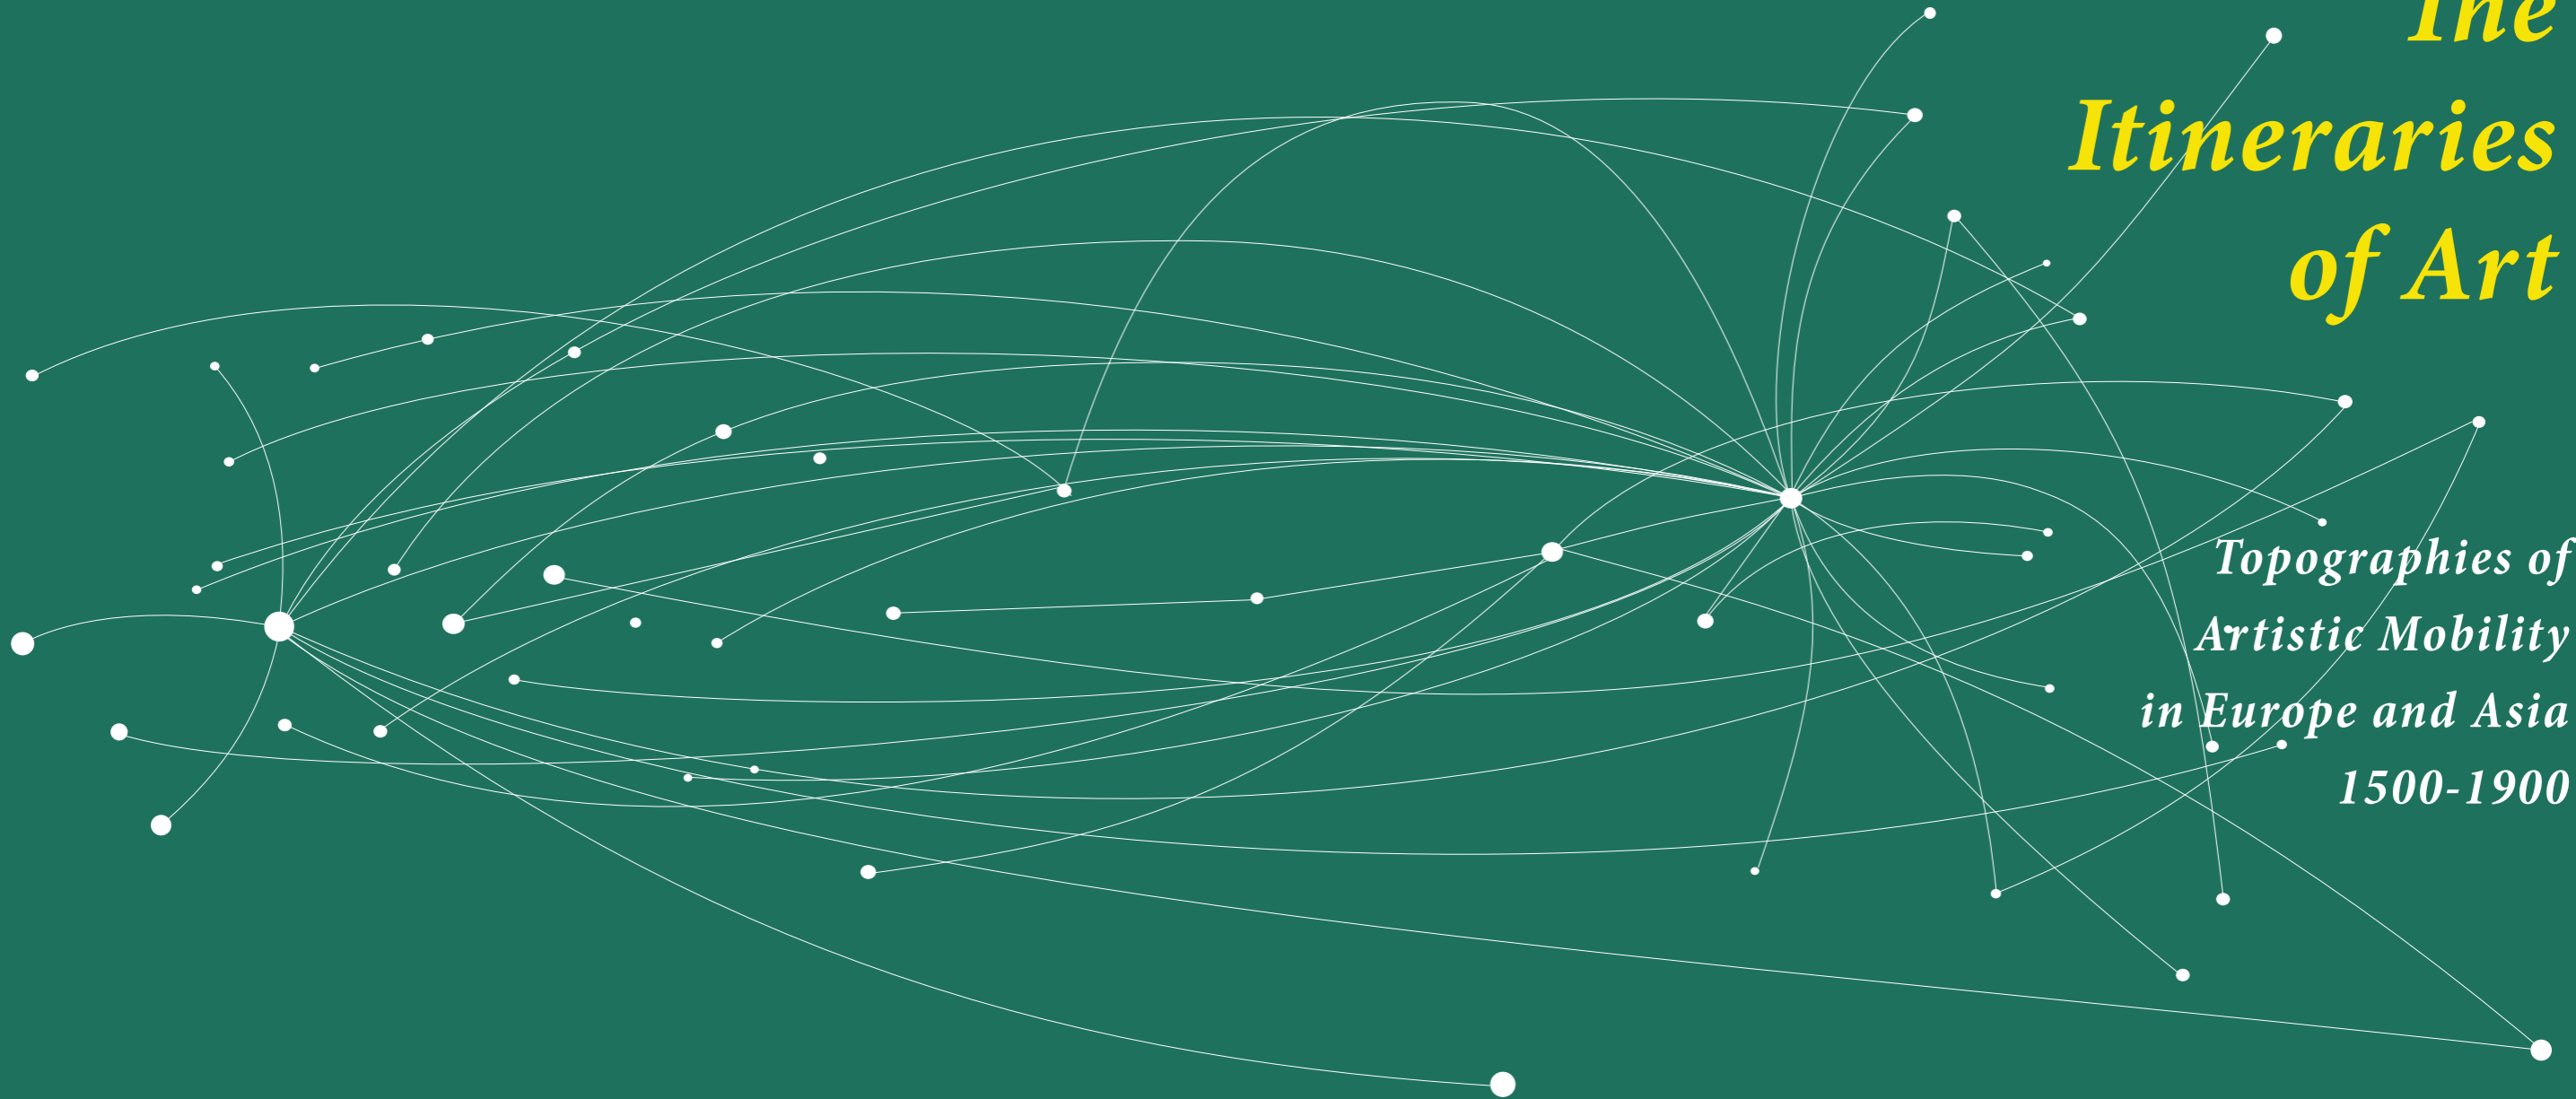 The
Itineraries
of Art
Topographies of
Artistic Mobility
in Europe and Asia
1500-1900